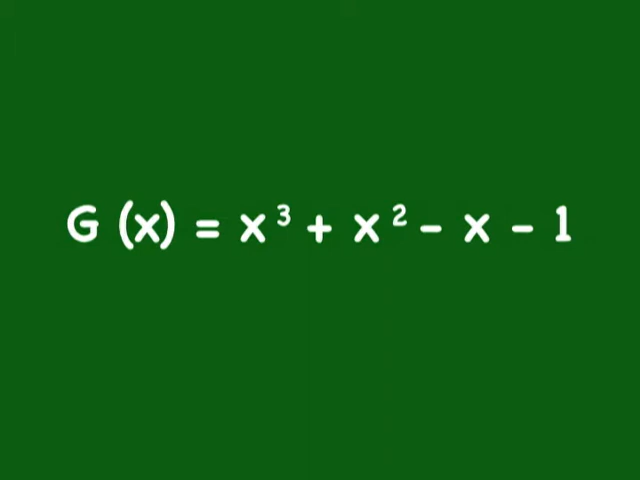 G (x) = x³ + x² - x - 1